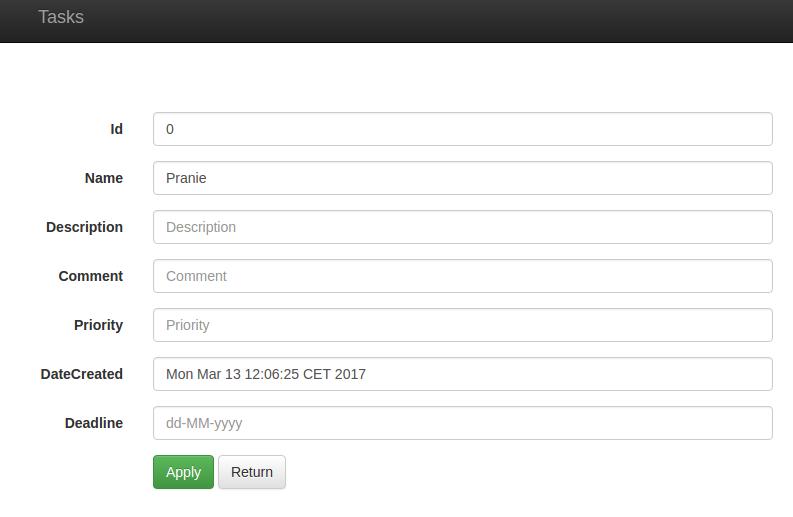 Tasks
Id 0
Name Pranie
Description Description
Comment Comment
Priority Priority
DateCreated Mon Mar 13 12:06:25 CET 2017
Deadline dd-MM-yyyy
Apply Return